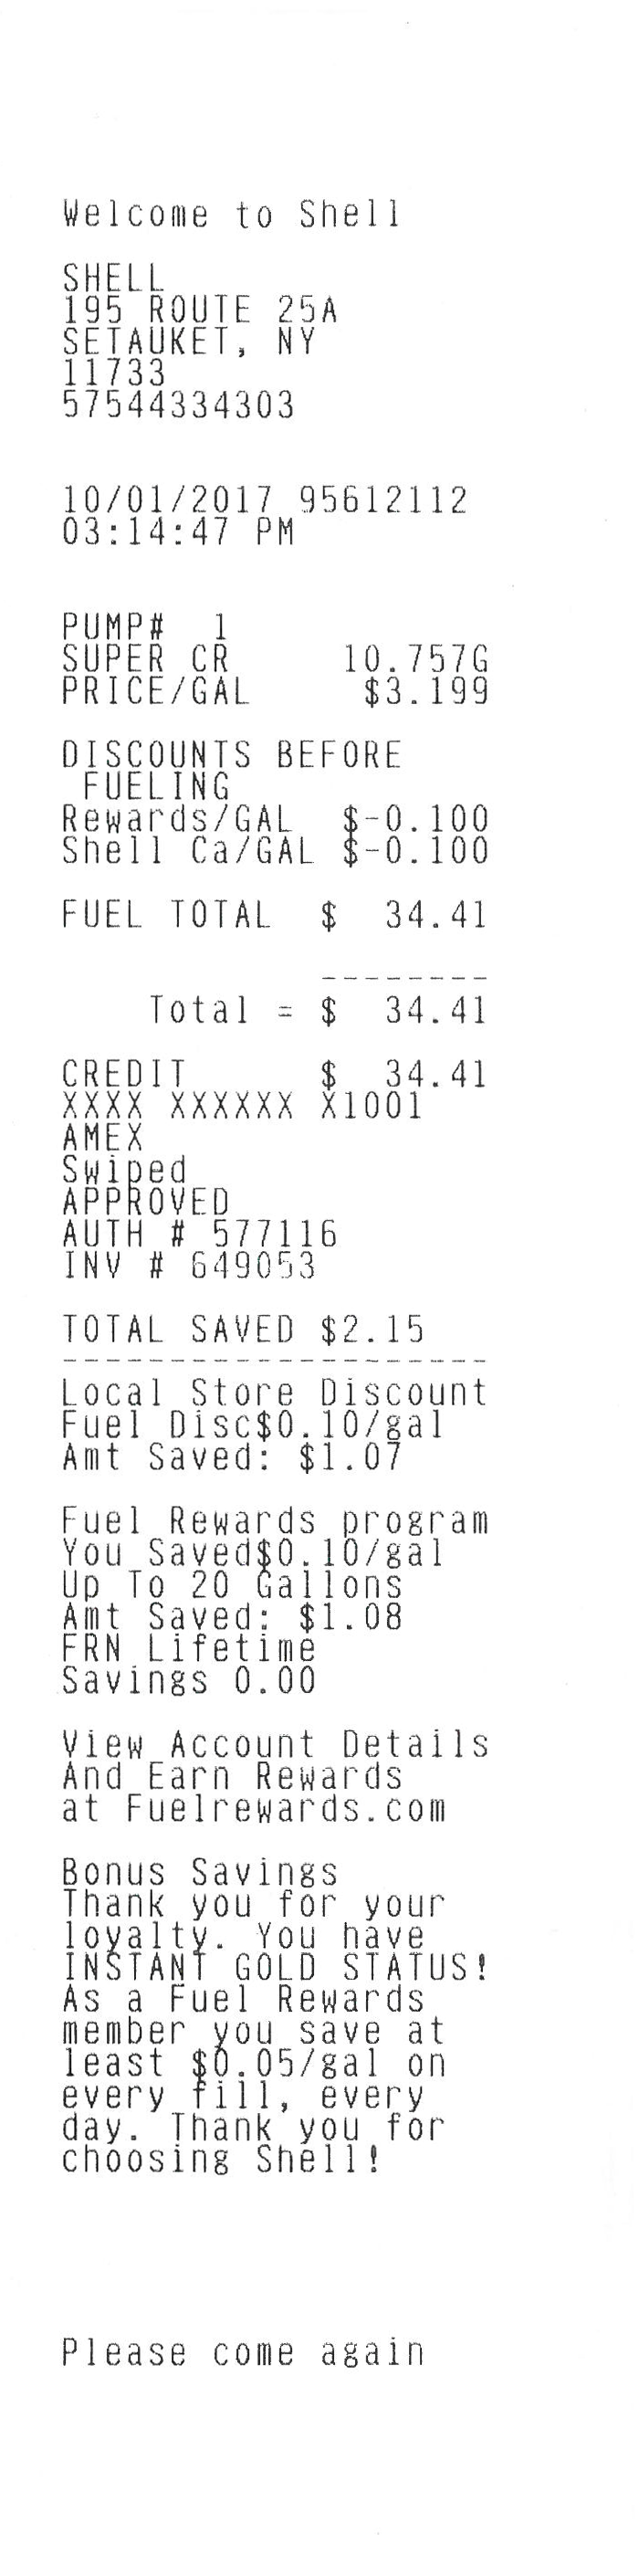 Welcome to Shell
SHELL
195 ROUTE 25A
SETAUKET, NY
11733
57544334303
10/01/2017 95612112
03:14:47 PM
PUMP# 1
SUPER CR 10.757G
PRICE/GAL $3.199
DISCOUNTS BEFORE
FUELING
Rewards/GAL $-0.100
Shell Ca/GAL $-0.100
FUEL TOTAL $ 34.41
--------
Total = $ 34.41
CREDIT $ 34.41
XXXX XXXXXX X1001
AMEX
Swiped
APPROVED
AUTH # 577116
INV # 649053
TOTAL SAVED $2.15
--------------------
Local Store Discount
Fuel Disc$0.10/gal
Amt Saved: $1.07
Fuel Rewards program
You Saved$0.10/gal
Up To 20 Gallons
Amt Saved: $1.08
FRN Lifetime
Savings 0.00
View Account Details
And Earn Rewards
at Fuelrewards.com
Bonus Savings
Thank you for your
loyalty. You have
INSTANT GOLD STATUS!
As a Fuel Rewards
member you save at
least $0.05/gal on
every fill, every
day. Thank you for
choosing Shell!
Please come again